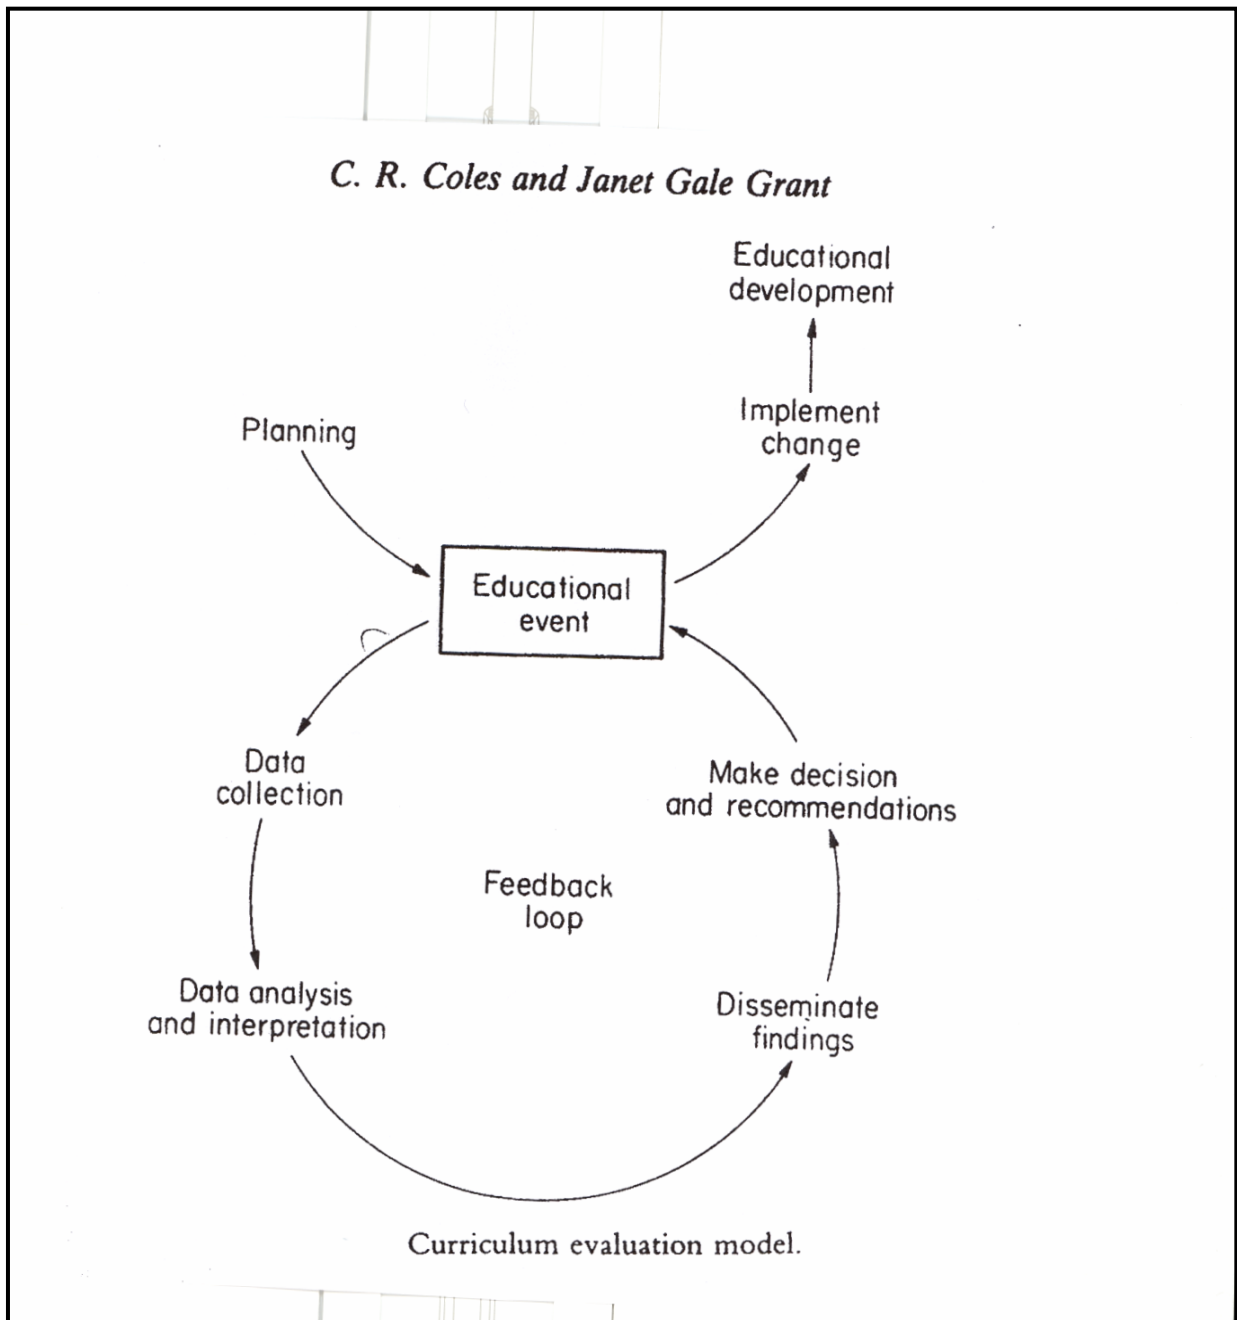 C. R. Coles and Janet Gale Grant
Educational
development
Implement
change
Planning
Educational
event
Data
collection
Make decision
and recommendations
Feedback
loop
Data analysis
and interpretation
Disseminate
findings
Curriculum evaluation model.